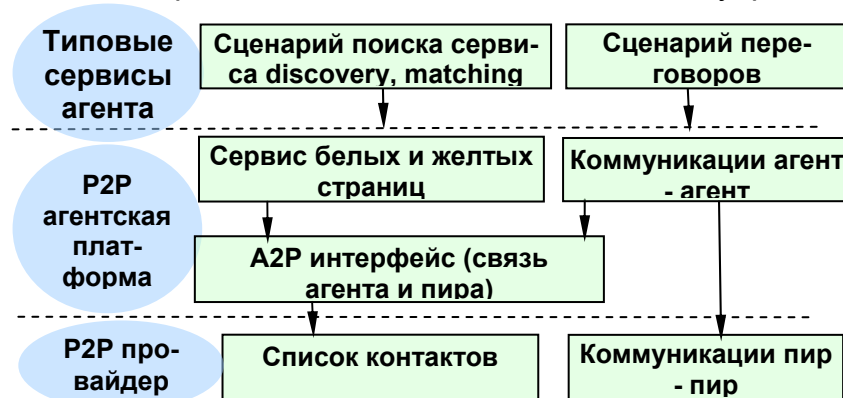 Типовые
сервисы
агента
Сценарий поиска серви-
са discovery, matching
Сценарий пере-
говоров
P2P
агентская
плат-
форма
Сервис белых и желтых
страниц
Коммуникации агент
- агент
A2P интерфейс (связь
агента и пира)
P2P про-
вайдер
Список контактов
Коммуникации пир
- пир